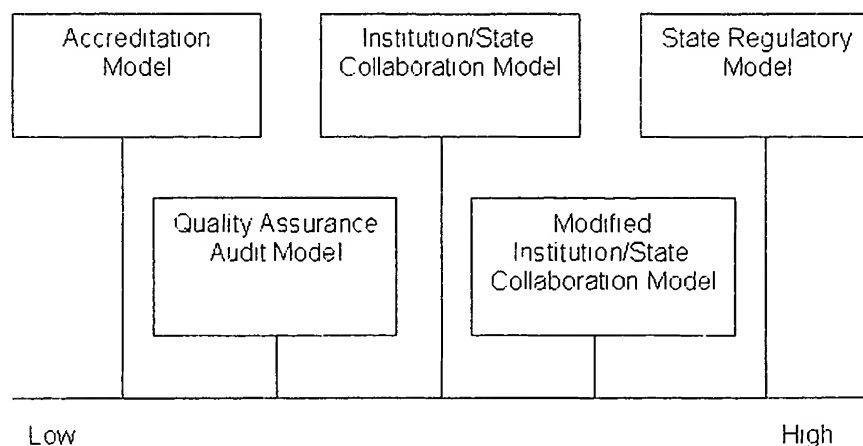 Accreditation
Model
Institution/State
Collaboration Model
State Regulatory
Model
Quality Assurance
Audit Model
Modified
Institution/State
Collaboration Model
Low
High